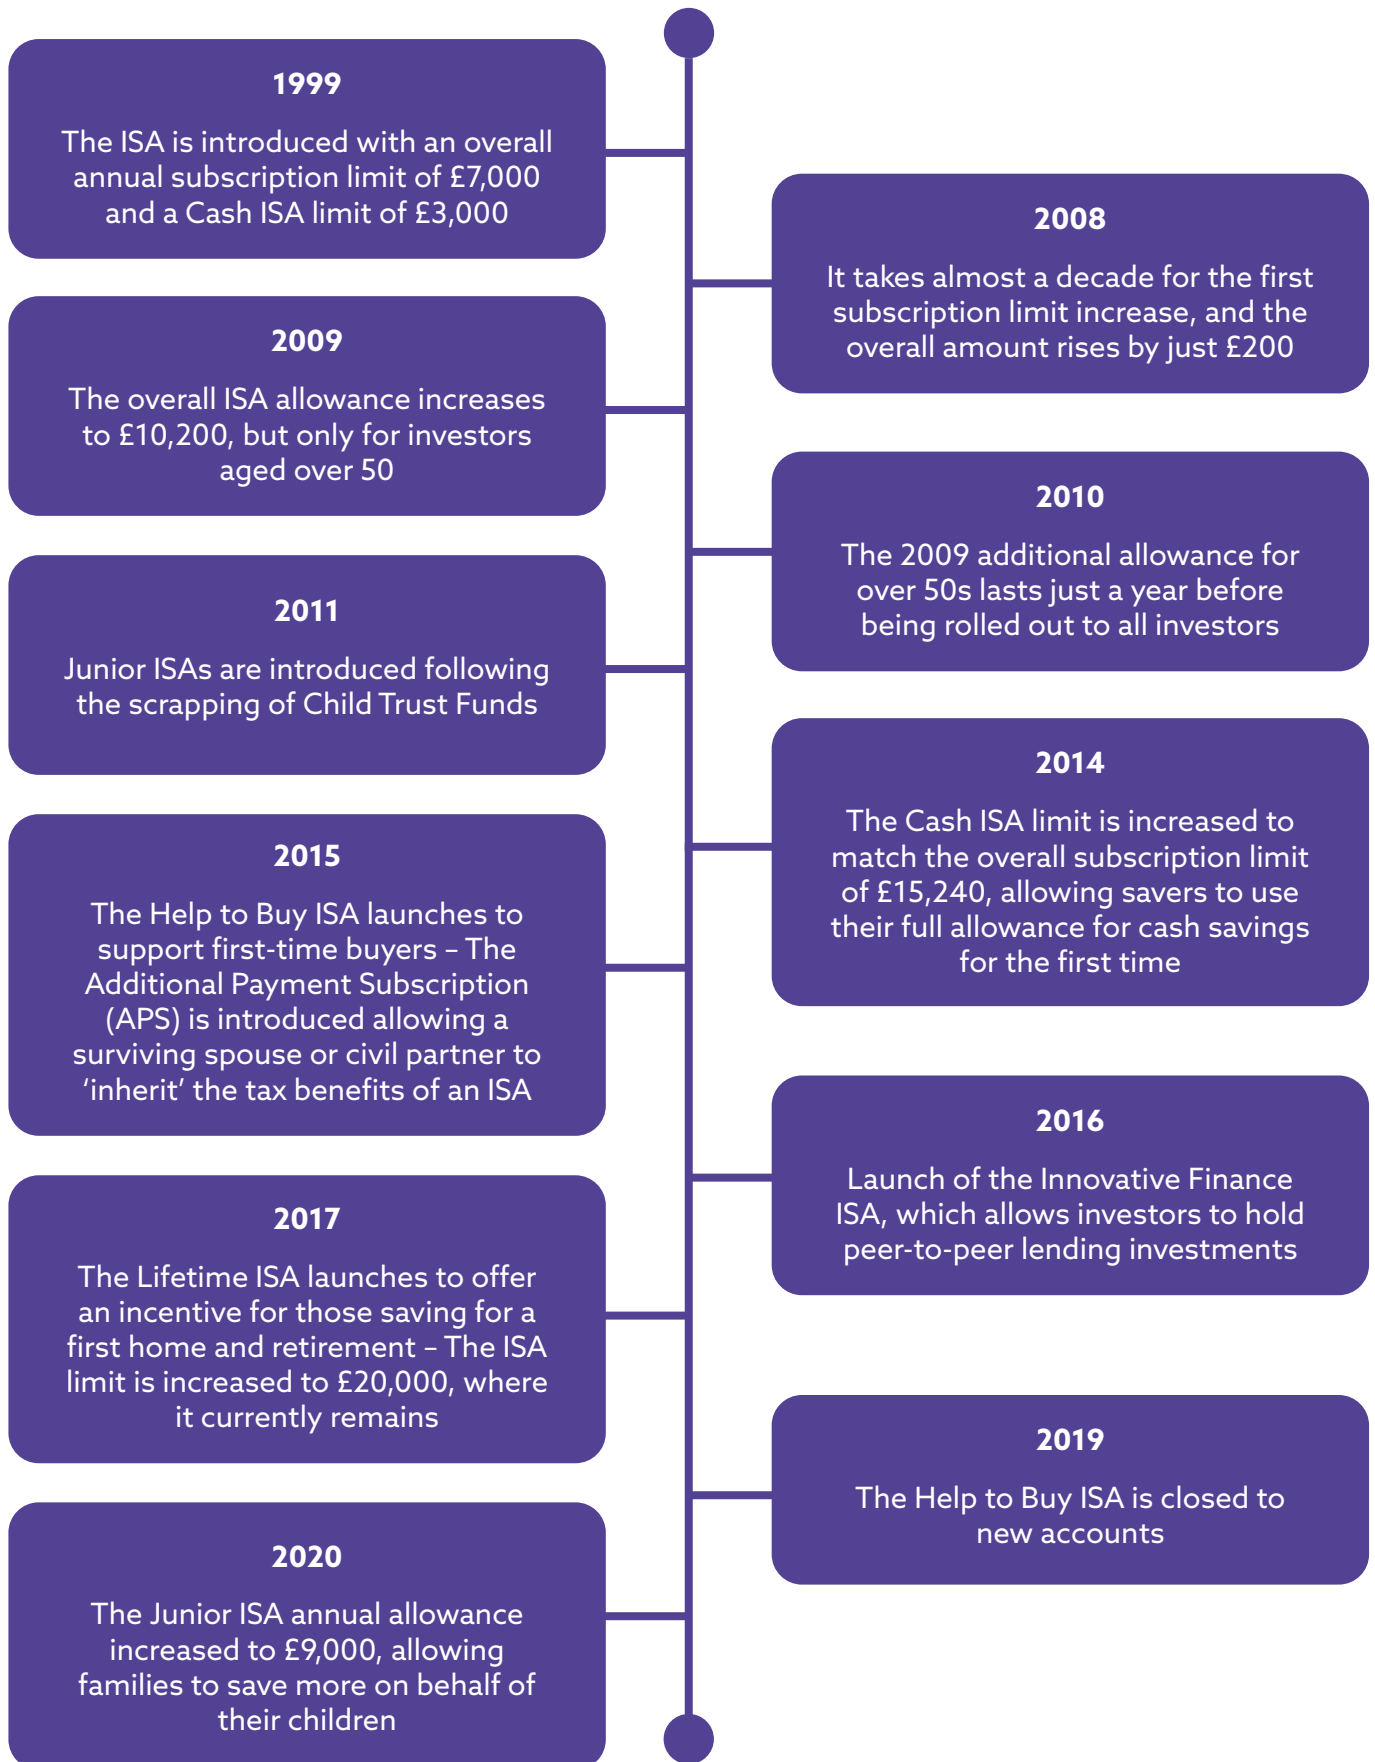 1999
The ISA is introduced with an overall
annual subscription limit of £7,000
and a Cash ISA limit of £3,000
2008
It takes almost a decade for the first
subscription limit increase, and the
overall amount rises by just £200
2009
The overall ISA allowance increases
to £10,200, but only for investors
aged over 50
2010
The 2009 additional allowance for
over 50s lasts just a year before
being rolled out to all investors
2011
Junior ISAs are introduced following
the scrapping of Child Trust Funds
2014
The Cash ISA limit is increased to
match the overall subscription limit
of £15,240, allowing savers to use
their full allowance for cash savings
for the first time
2015
The Help to Buy ISA launches to
support first-time buyers – The
Additional Payment Subscription
(APS) is introduced allowing a
surviving spouse or civil partner to
‘inherit’ the tax benefits of an ISA
2016
Launch of the Innovative Finance
ISA, which allows investors to hold
peer-to-peer lending investments
2017
The Lifetime ISA launches to offer
an incentive for those saving for a
first home and retirement – The ISA
limit is increased to £20,000, where
it currently remains
2019
The Help to Buy ISA is closed to
new accounts
2020
The Junior ISA annual allowance
increased to £9,000, allowing
families to save more on behalf of
their children